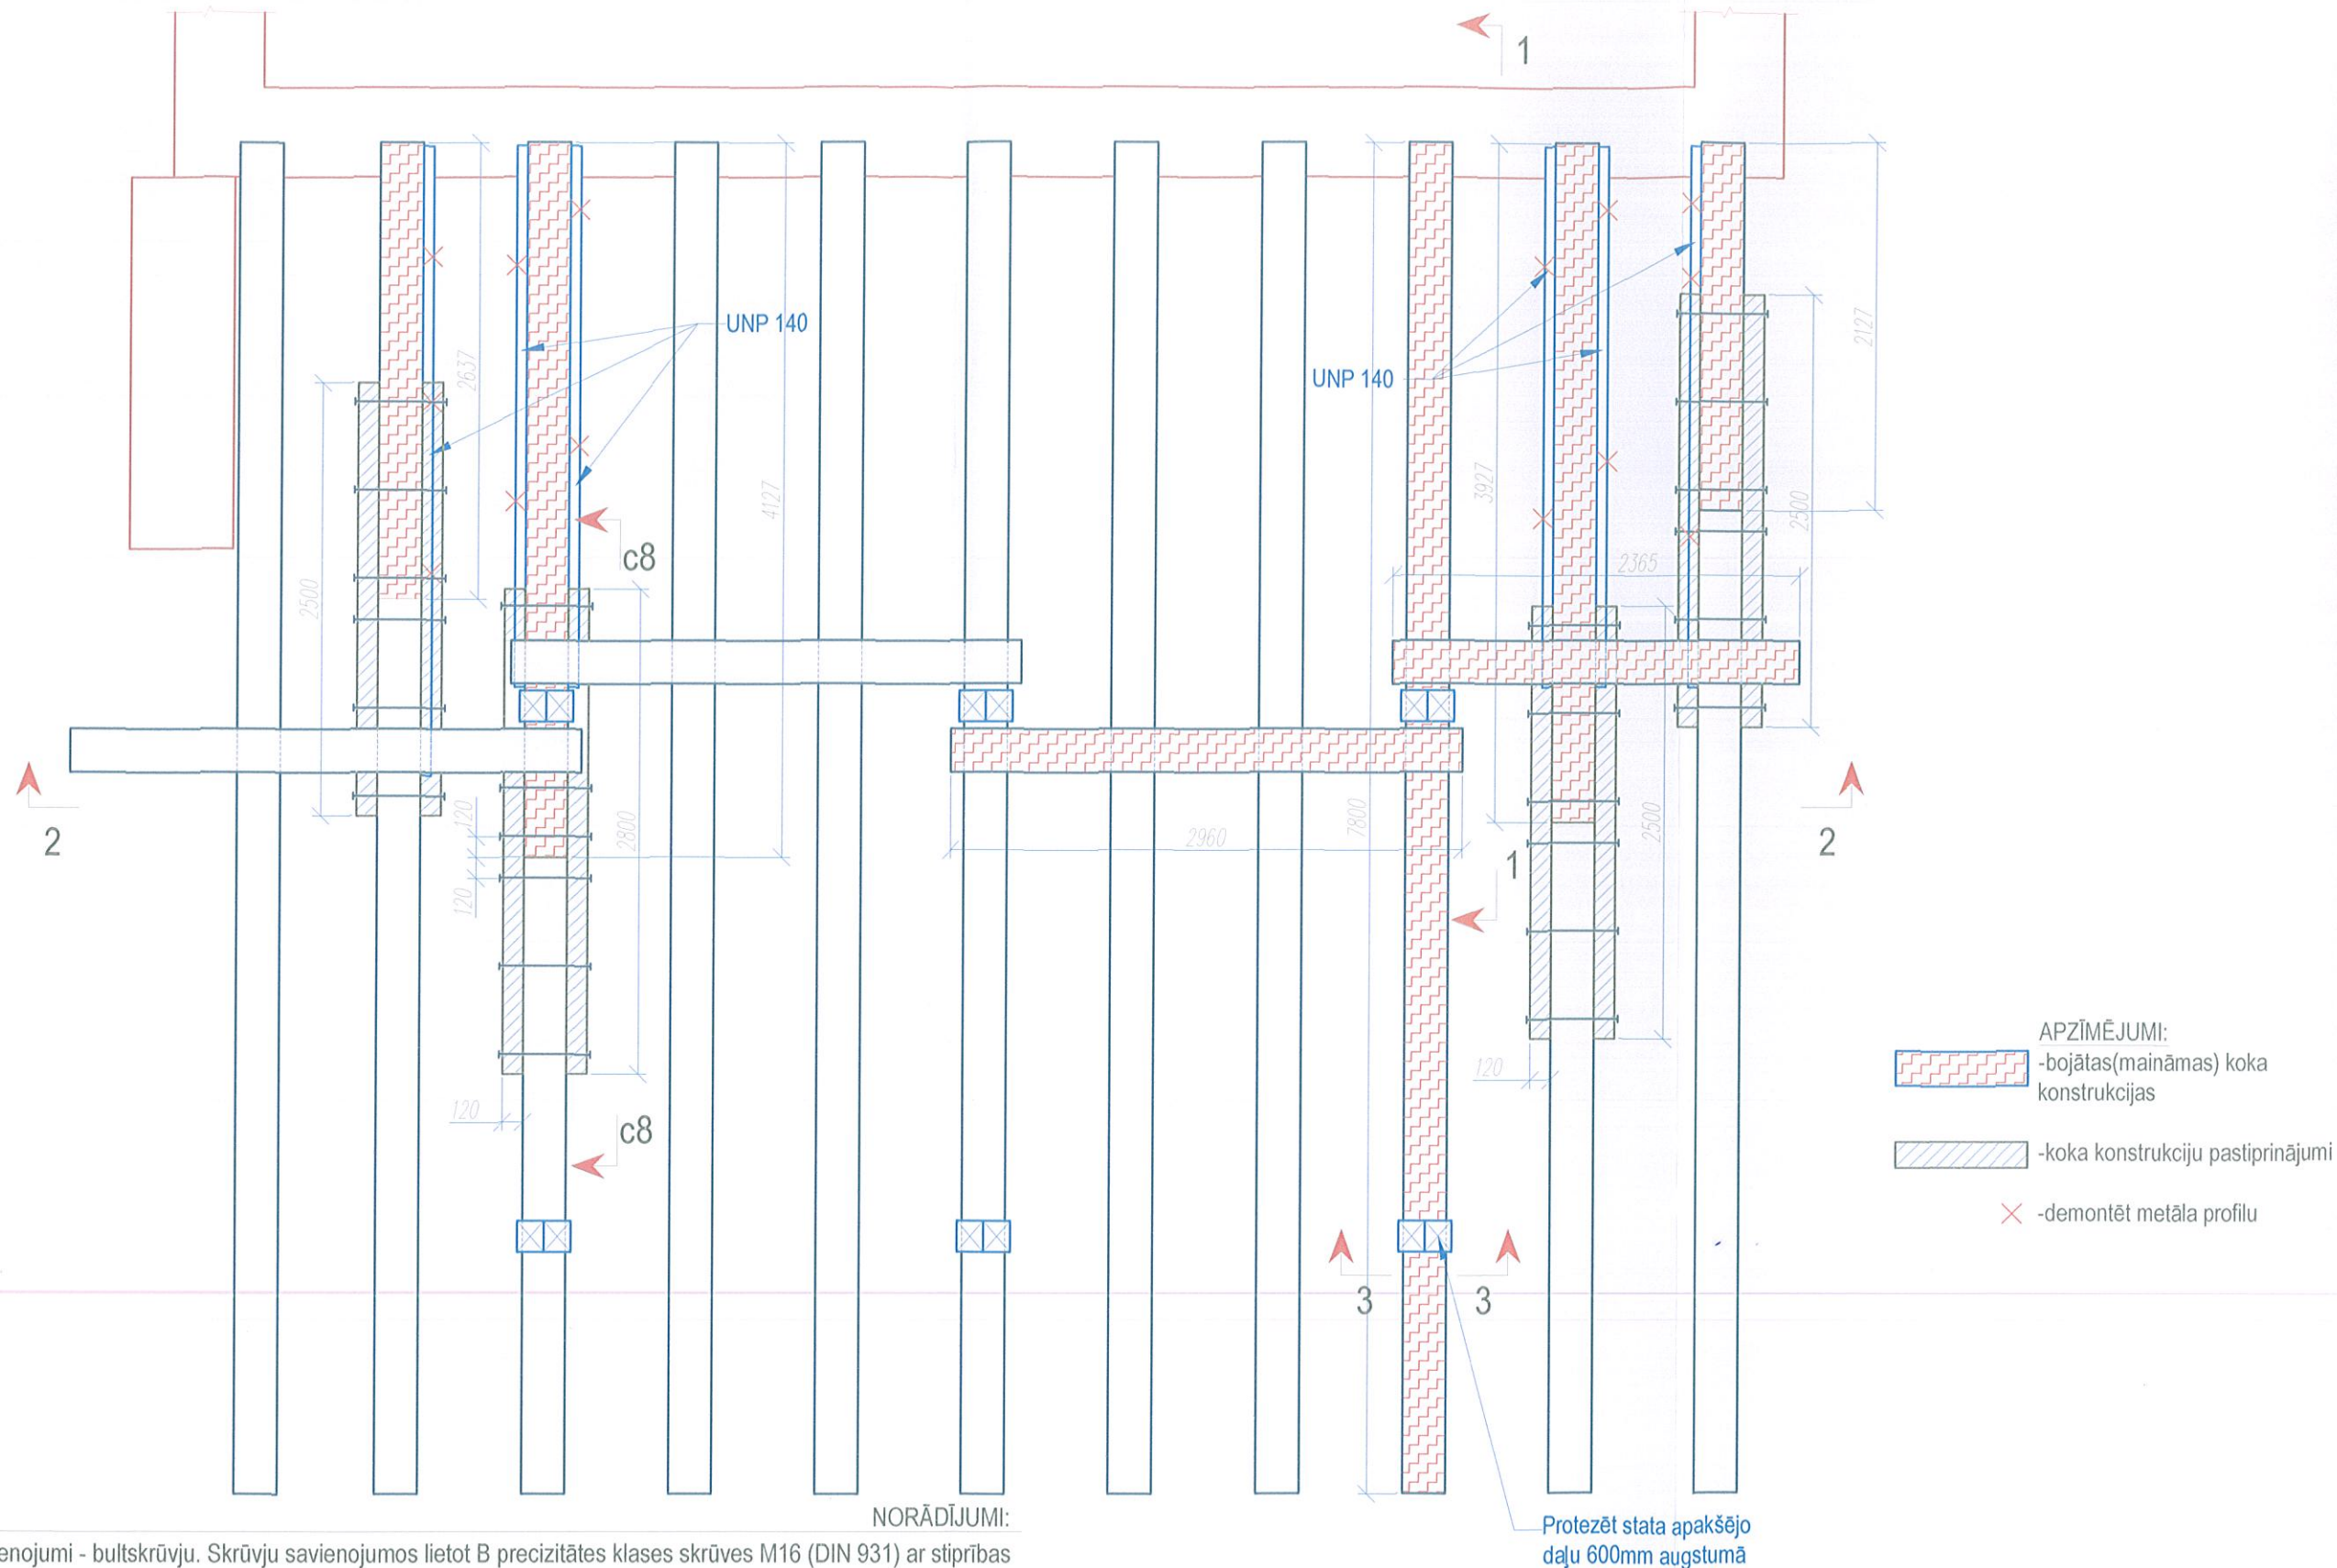 1
UNP 140
2637
4127
UNP 140
3927
2127
2500
2500
c8
2365
2
120
120
2800
2960
7800
1
2500
2
120
c8
120
3
3
APZĪMĒJUMI:
-bojātas(maināmas) koka
konstrukcijas
-koka konstrukciju pastiprinājumi
-demontēt metāla profilu
NORĀDĪJUMI:
enojumi - bultskrūvju. Skrūvju savienojumos lietot B precizitātes klases skrūves M16 (DIN 931) ar stiprības
Protezēt stata apakšējo
daļu 600mm augstumā